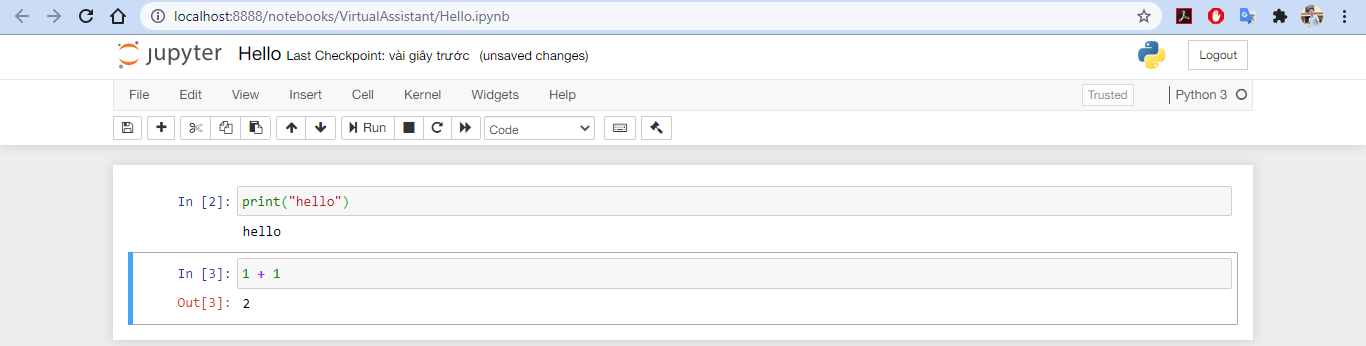 localhost:8888/notebooks/VirtualAssistant/Hello.ipynb
jupyter Hello Last Checkpoint: vài giây trước (unsaved changes) Logout
File Edit View Insert Cell Kernel Widgets Help Trusted Python 3
Run Code
In [2]: print("hello")
hello
In [3]: 1 + 1
Out[3]: 2